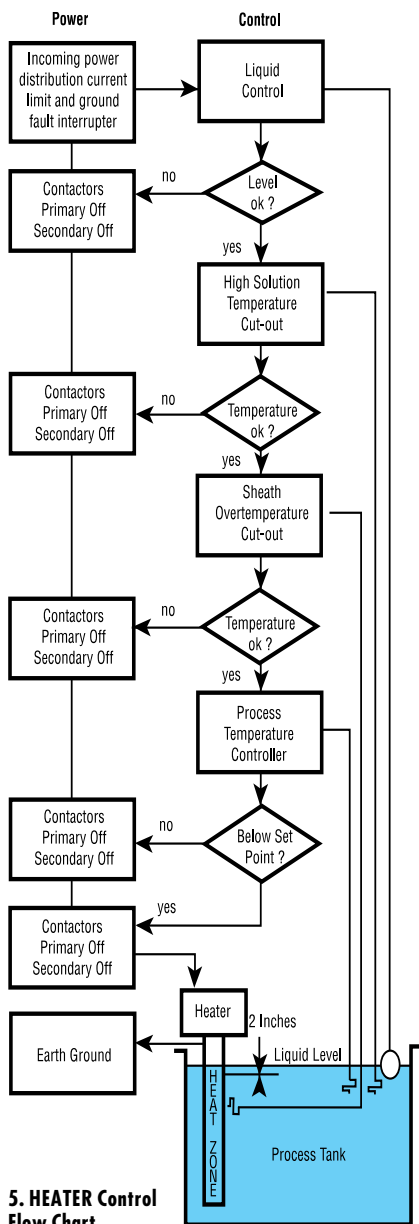 Power
Control
Incoming power
distribution current
limit and ground
fault interrupter
Liquid
Control
Contactors
Primary Off
Secondary Off
no
Level
ok ?
yes
High Solution
Temperature
Cut-out
Contactors
Primary Off
Secondary Off
no
Temperature
ok ?
yes
Sheath
Overtemperature
Cut-out
Contactors
Primary Off
Secondary Off
no
Temperature
ok ?
yes
Process
Temperature
Controller
Contactors
Primary Off
Secondary Off
no
Below Set
Point ?
yes
Contactors
Primary Off
Secondary Off
Heater
2 Inches
Earth Ground
Liquid Level
HEAT ZONE
Process Tank
5. HEATER Control
Flow Chart